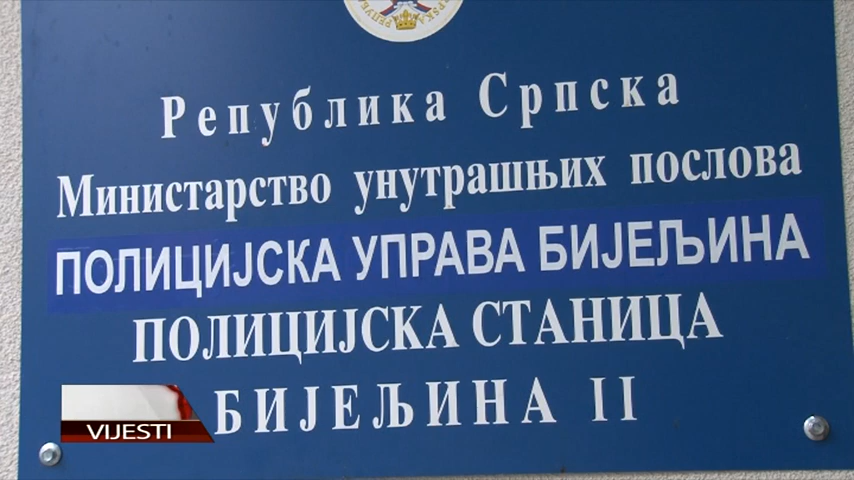 Република Српска
Министарство унутрашњих послова
ПОЛИЦИЈСКА УПРАВА БИЈЕЉИНА
ПОЛИЦИЈСКА СТАНИЦА
БИЈЕЉИНА II
VIJESTI